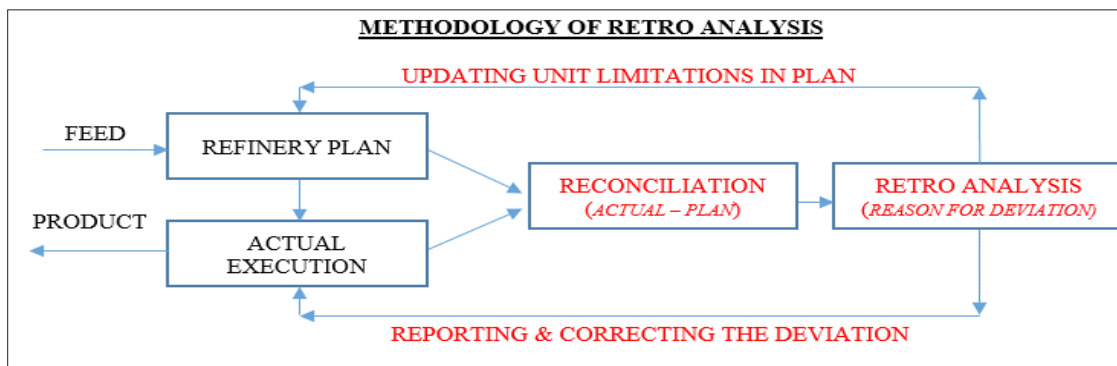 METHODOLOGY OF RETRO ANALYSIS
UPDATING UNIT LIMITATIONS IN PLAN
FEED
REFINERY PLAN
RECONCILIATION
(ACTUAL – PLAN)
RETRO ANALYSIS
(REASON FOR DEVIATION)
PRODUCT
ACTUAL
EXECUTION
REPORTING & CORRECTING THE DEVIATION